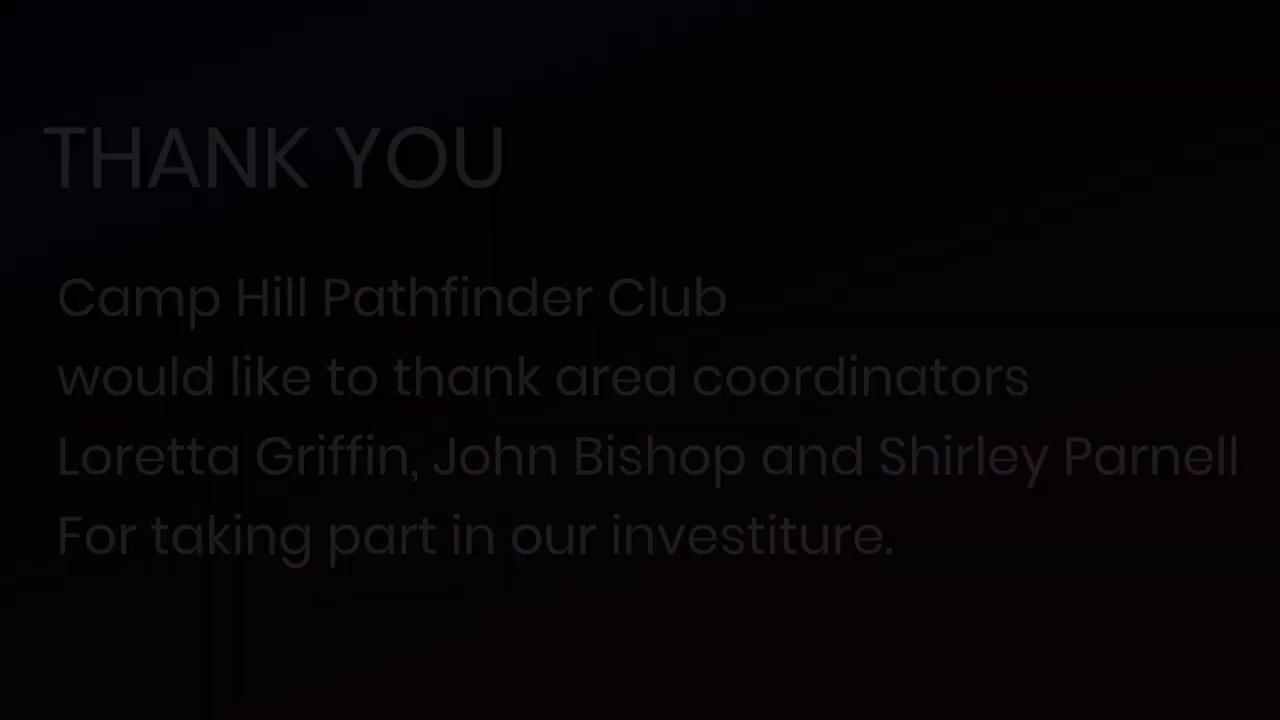 THANK YOU
Camp Hill Pathfinder Club
would like to thank area coordinators
Loretta Griffin, John Bishop and Shirley Parnell
For taking part in our investiture.